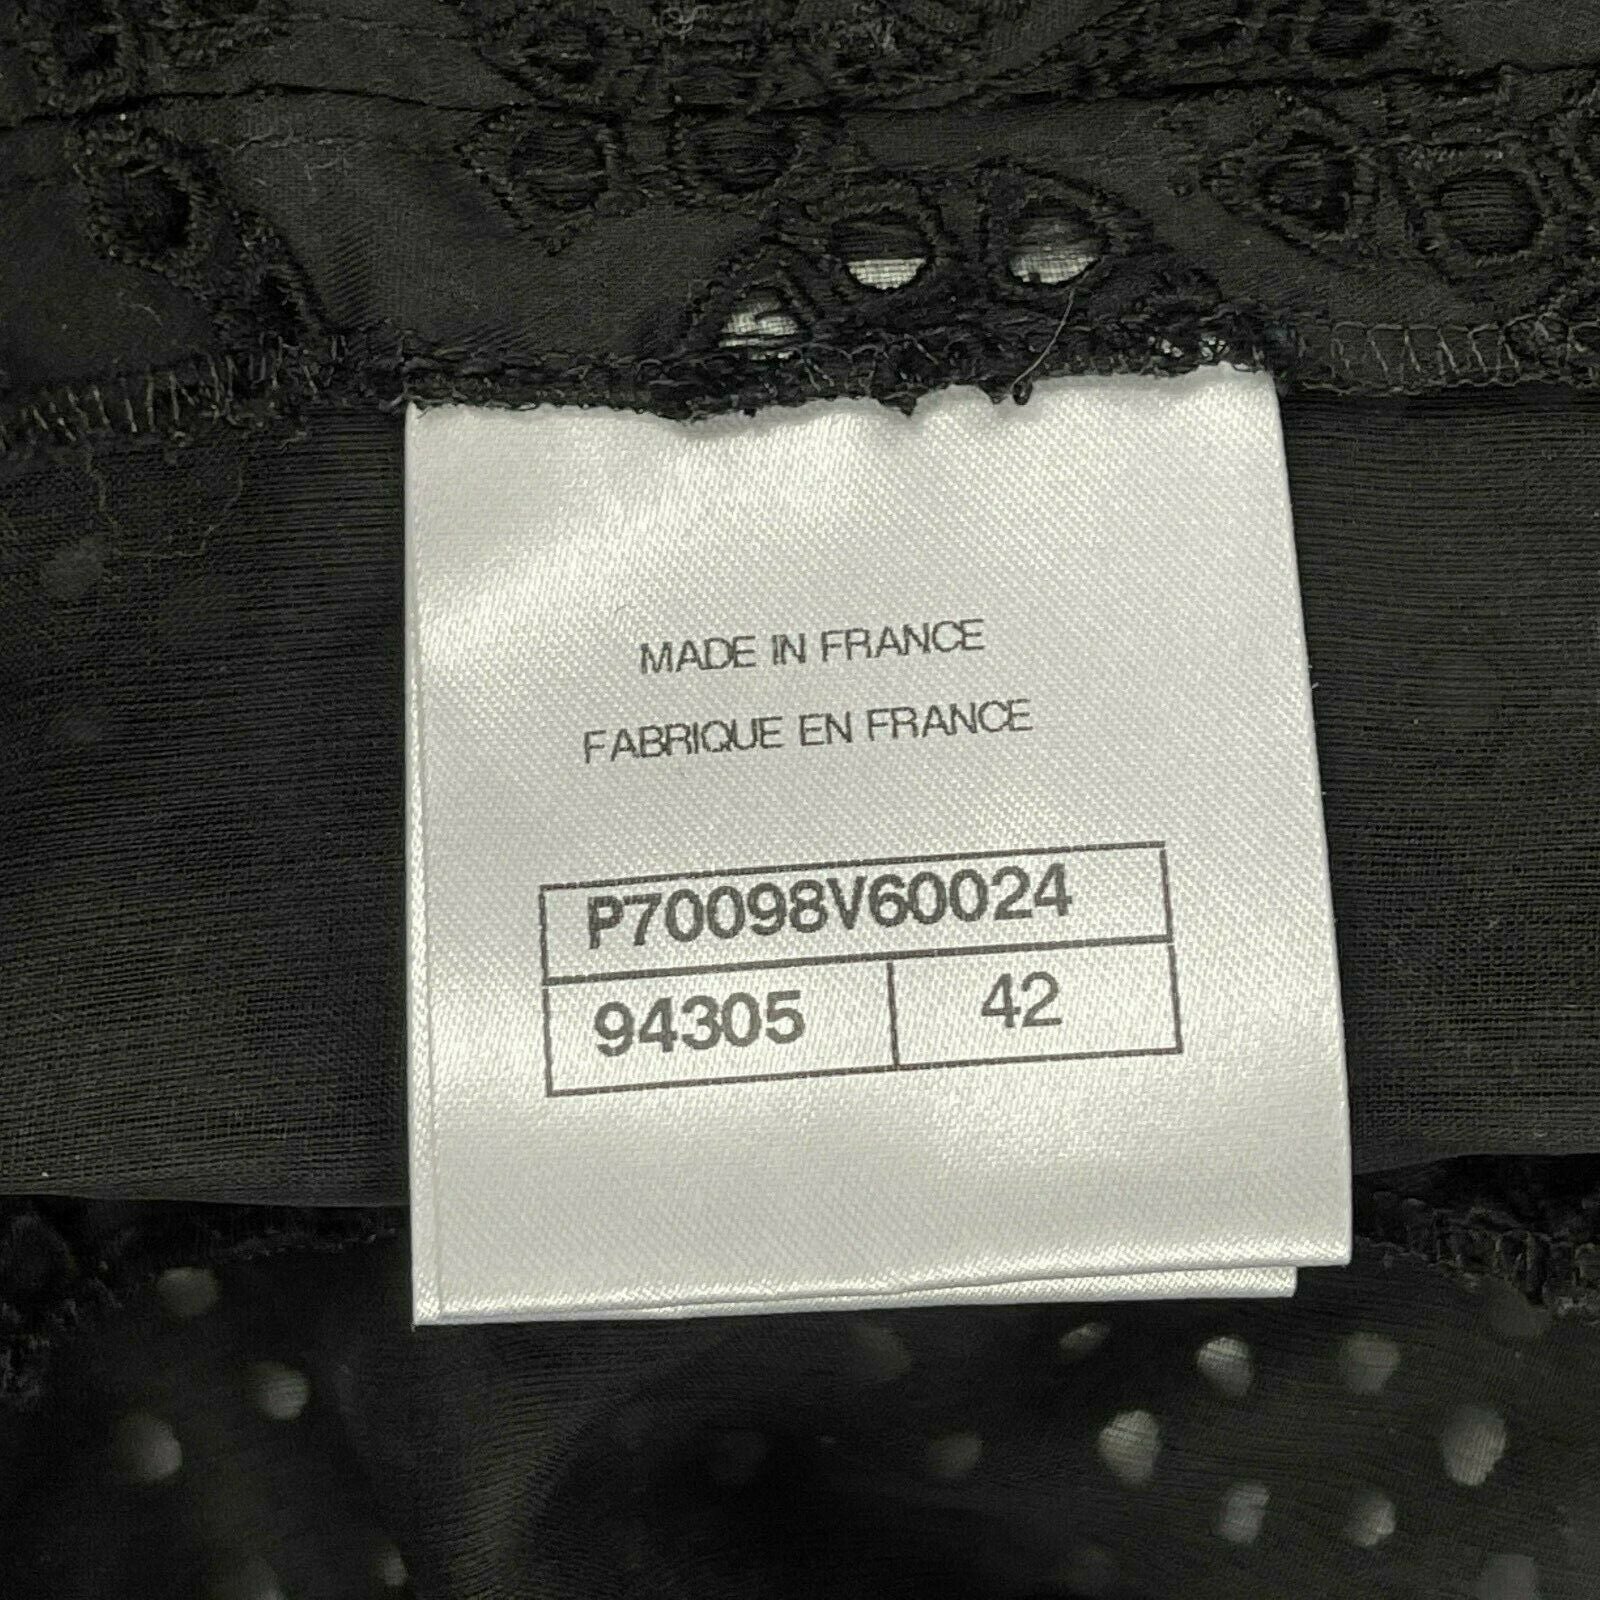 MADE IN FRANCE
FABRIQUE EN FRANCE
P70098V60024
94305 42